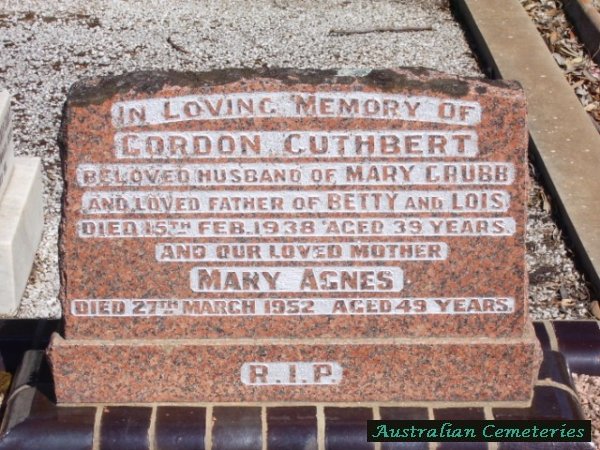 IN LOVING MEMORY OF
GORDON CUTHBERT
BELOVED HUSBAND OF MARY GRUBB
AND LOVED FATHER OF BETTY AND LOIS
DIED 15TH FEB. 1938 AGED 39 YEARS.
AND OUR LOVED MOTHER
MARY AGNES
DIED 27TH MARCH 1952 AGED 49 YEARS.
R.I.P.
Australian Cemeteries